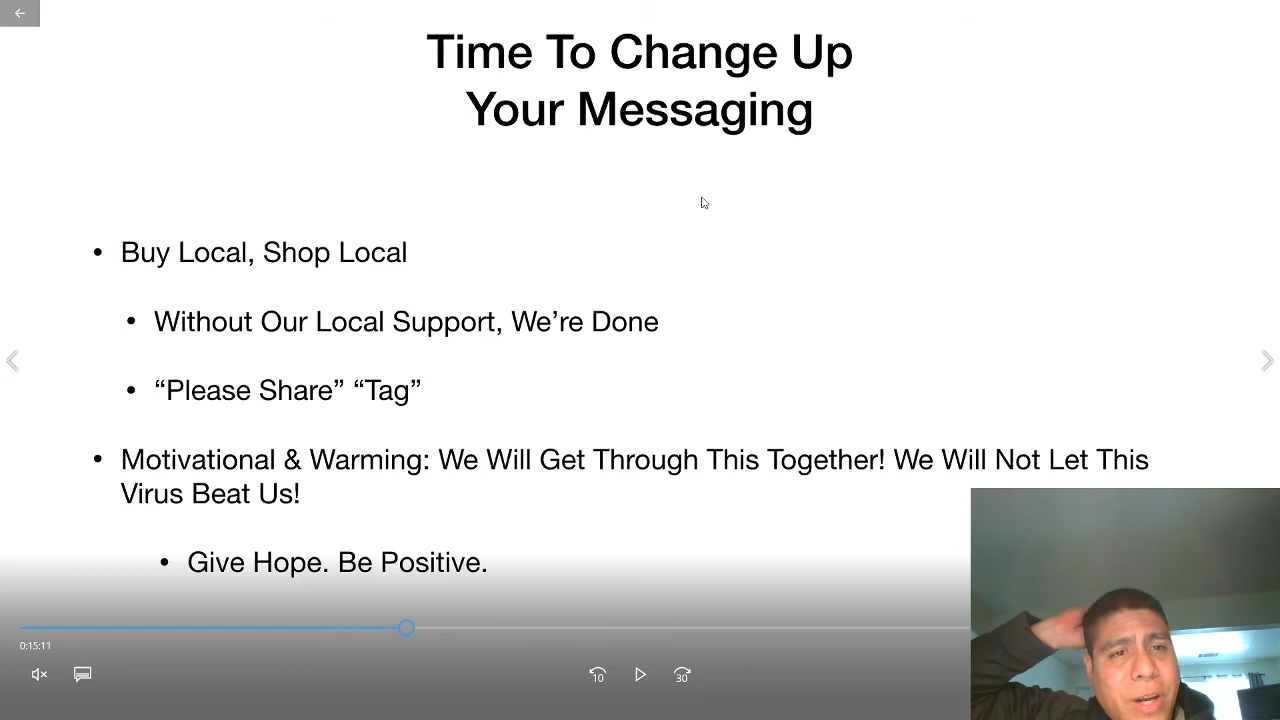 Time To Change Up
Your Messaging
• Buy Local, Shop Local
• Without Our Local Support, We’re Done
• “Please Share” “Tag”
• Motivational & Warming: We Will Get Through This Together! We Will Not Let This
Virus Beat Us!
• Give Hope. Be Positive.
0:15:11
10
30